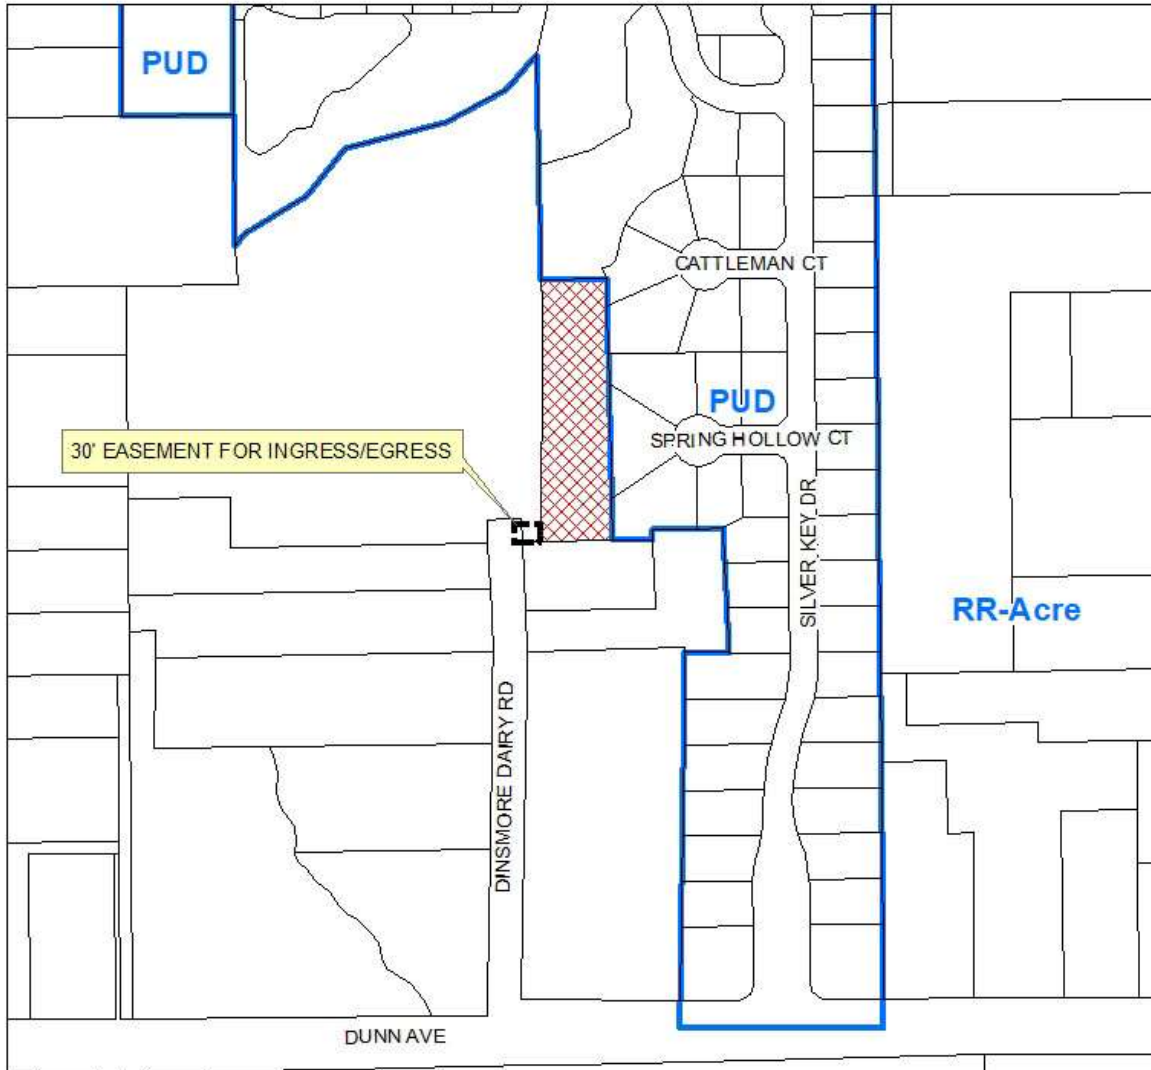 PUD
CATTLEMAN CT
PUD
SPRING HOLLOW CT
30' EASEMENT FOR INGRESS/EGRESS
SILVER KEY DR
RR-Acre
DINSMORE DAIRY RD
DUNN AVE